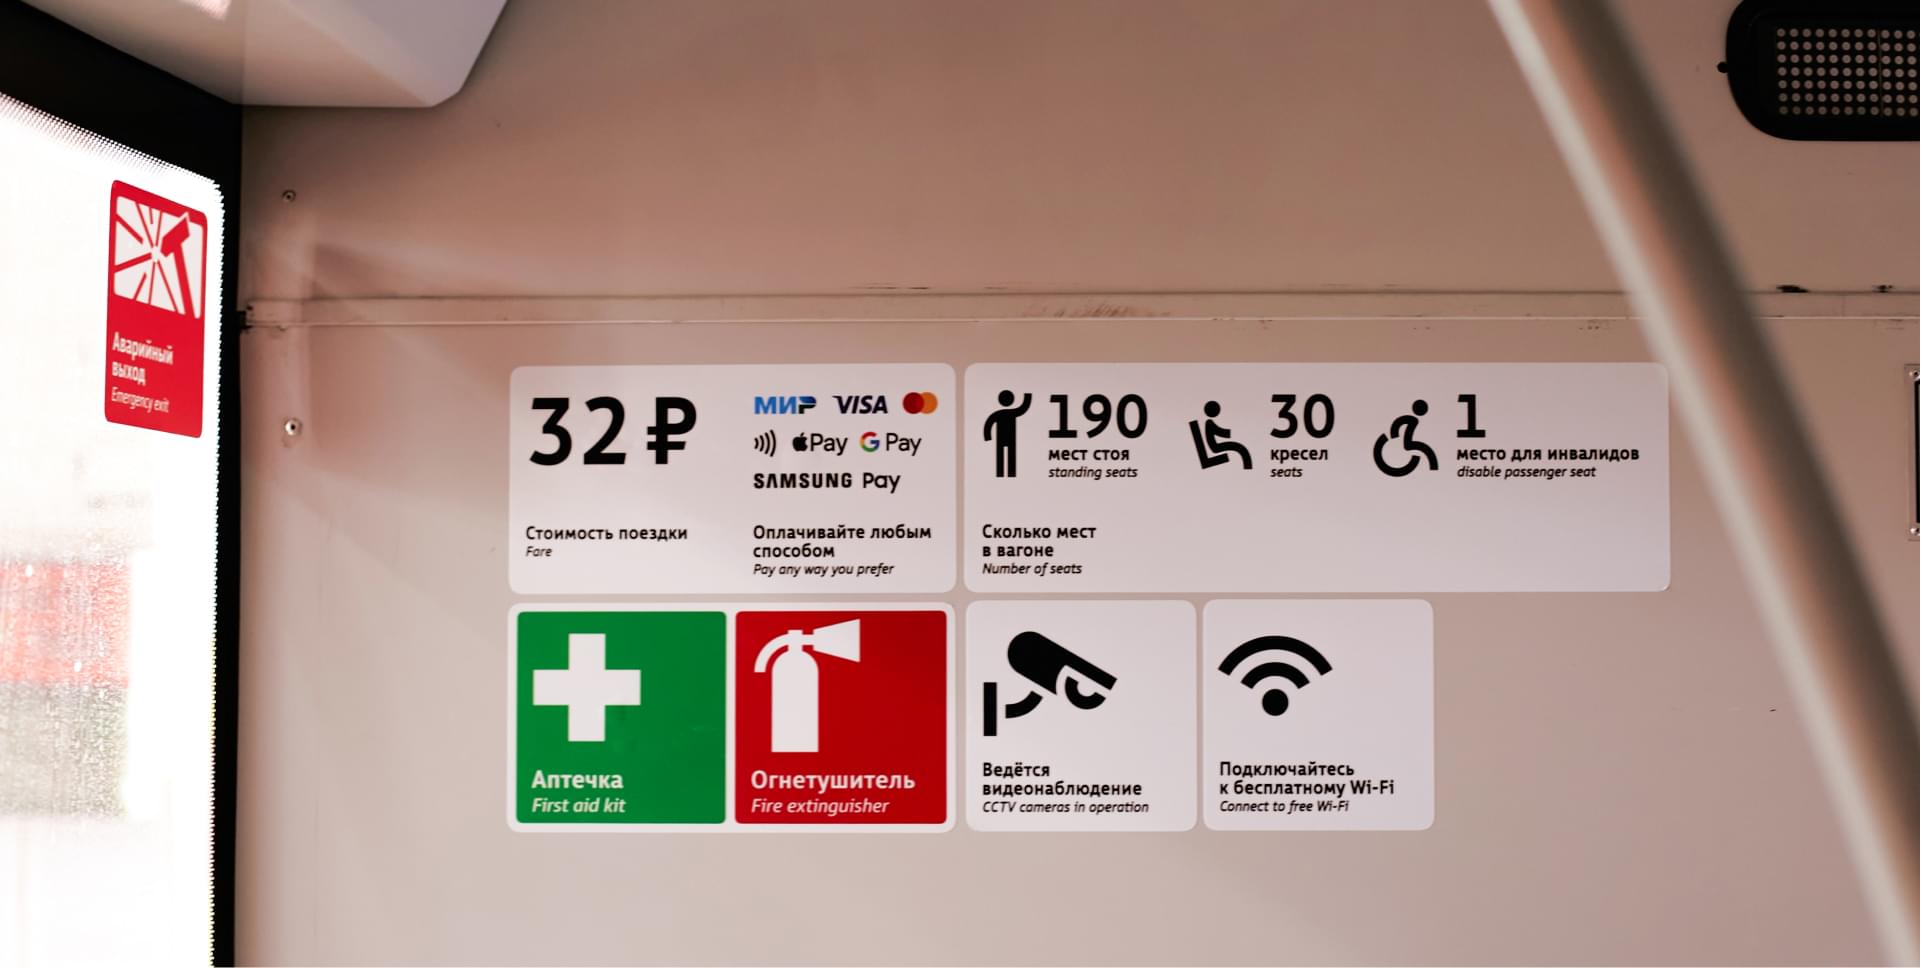 Аварийный
выход
Emergency exit
32 ₽
МИР VISA
Pay G Pay
SAMSUNG Pay
Стоимость поездки
Fare
Оплачивайте любым
способом
Pay any way you prefer
190
мест стоя
standing seats
30
кресел
seats
1
место для инвалидов
disable passenger seat
Сколько мест
в вагоне
Number of seats
Аптечка
First aid kit
Огнетушитель
Fire extinguisher
Ведётся
видеонаблюдение
CCTV cameras in operation
Подключайтесь
к бесплатному Wi-Fi
Connect to free Wi-Fi